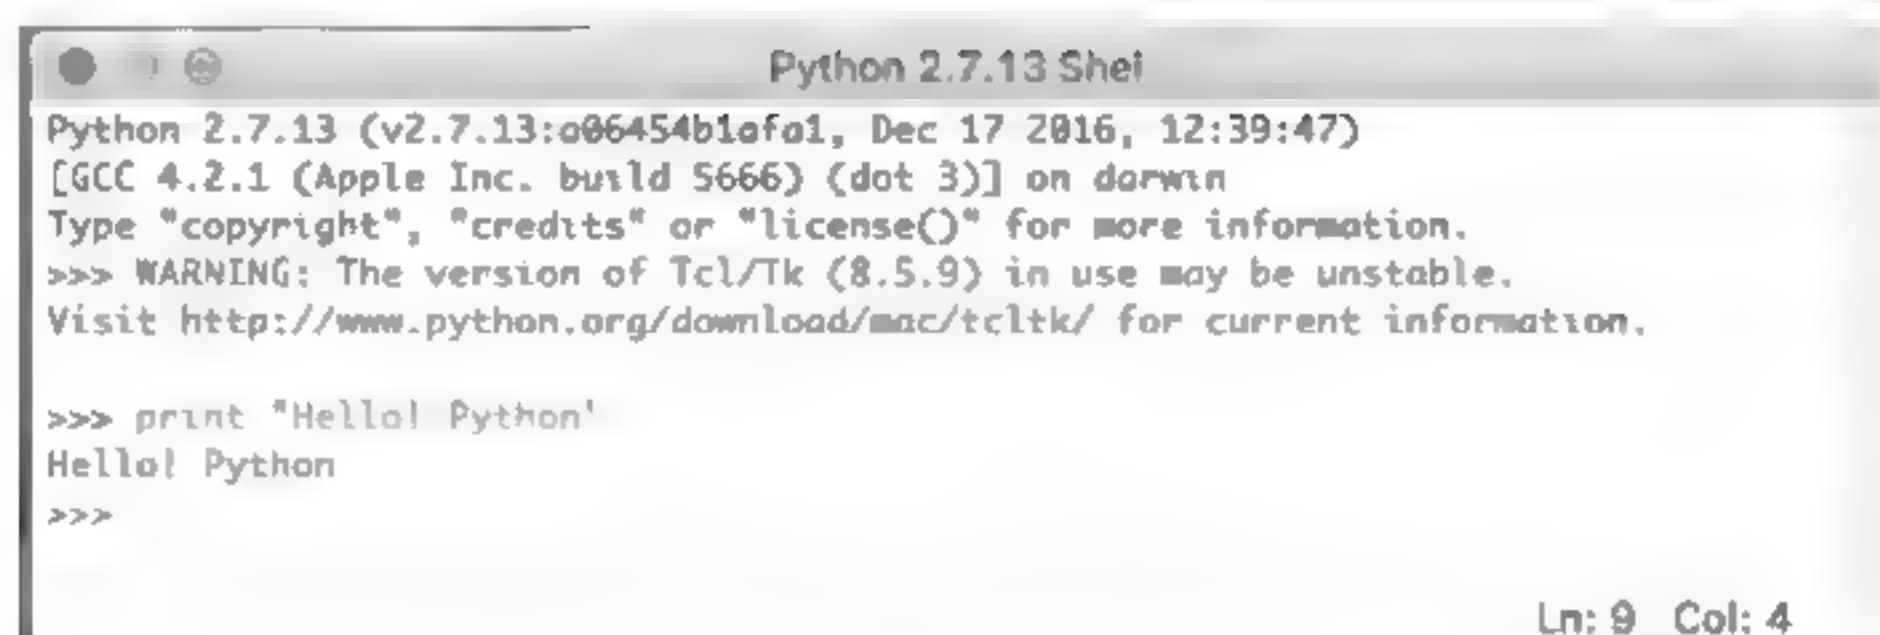 Python 2.7.13 Shel
Python 2.7.13 (v2.7.13:a06454b1afa1, Dec 17 2016, 12:39:47)
[GCC 4.2.1 (Apple Inc. build 5666) (dot 3)] on darwin
Type "copyright", "credits" or "license()" for more information.
>>> WARNING: The version of Tcl/Tk (8.5.9) in use may be unstable.
Visit http://www.python.org/download/mac/tcltk/ for current information.
>>> print "Hello! Python"
Hello! Python
>>>
Ln: 9 Col: 4